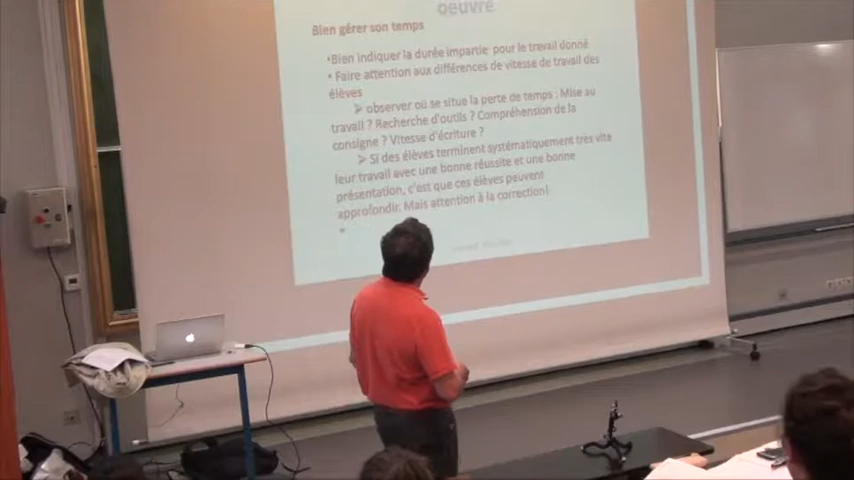 oeuvre
Bien gérer son temps
•Bien indiquer la durée impartie pour le travail donné
• Faire attention aux différences de vitesse de travail des
élèves
➤ observer où se situe la perte de temps : Mise au
travail ? Recherche d'outils ? Compréhension de la
consigne ? Vitesse d'écriture ?
➤ Si des élèves terminent systématiquement très vite
leur travail avec une bonne réussite et une bonne
présentation, c'est que ces élèves peuvent
approfondir. Mais attention à la correction!
•